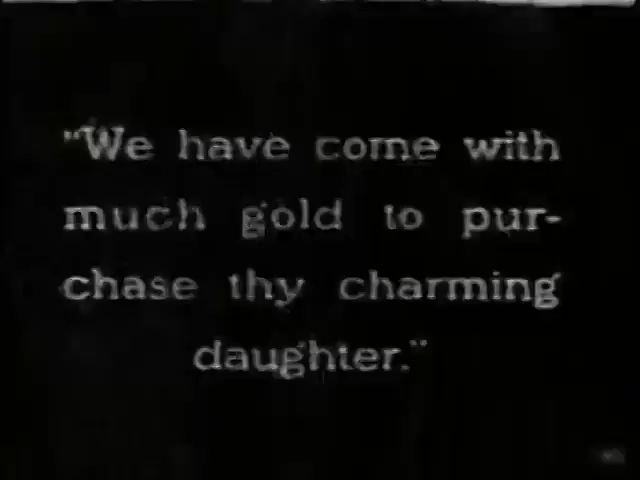 "We have come with
much gold to pur-
chase thy charming
daughter."